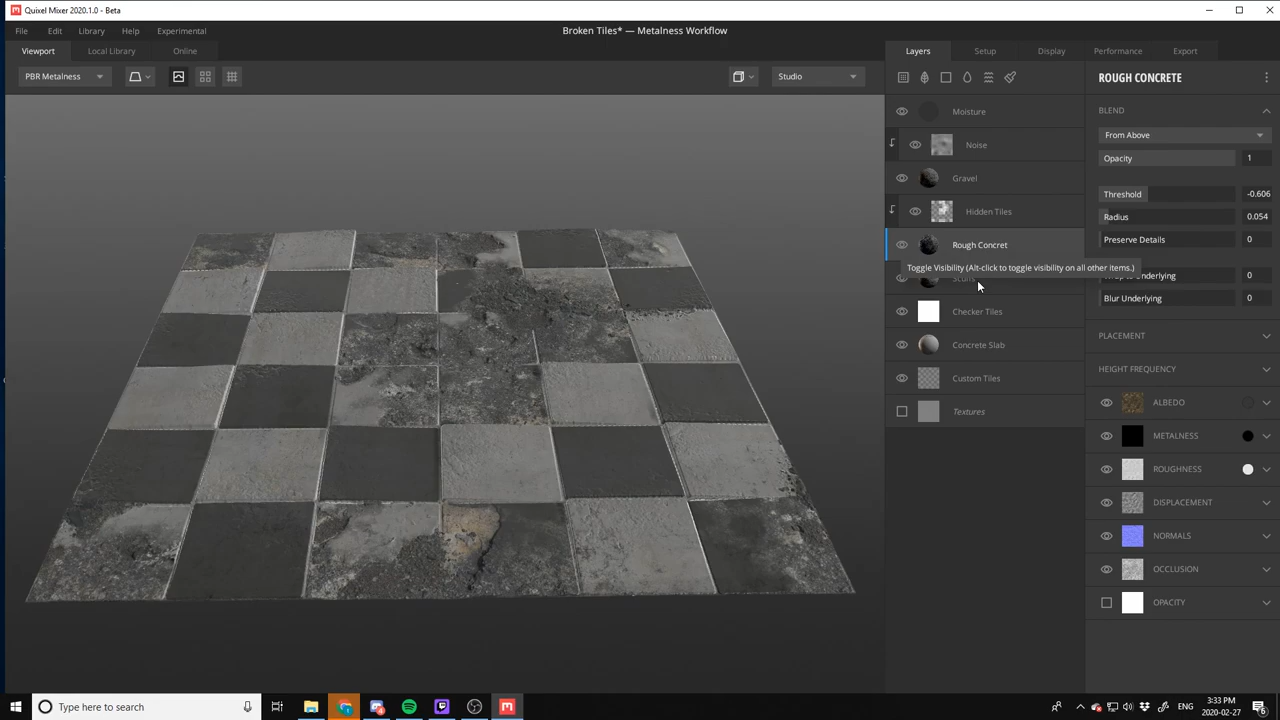 Quixel Mixer 2020.1.0 - Beta
File Edit Library Help Experimental
Broken Tiles* — Metalness Workflow
Viewport Local Library Online
Layers Setup Display Performance Export
PBR Metalness
Studio
ROUGH CONCRETE
Moisture
Noise
Gravel
Hidden Tiles
Rough Concret
Toggle Visibility (Alt-click to toggle visibility on all other items.)
Checker Tiles
Concrete Slab
Custom Tiles
Textures
BLEND
From Above
Opacity 1
Threshold -0.606
Radius 0.054
Preserve Details 0
Underlying 0
Blur Underlying 0
PLACEMENT
HEIGHT FREQUENCY
ALBEDO
METALNESS
ROUGHNESS
DISPLACEMENT
NORMALS
OCCLUSION
OPACITY
Type here to search
ENG
3:33 PM
2020-02-27